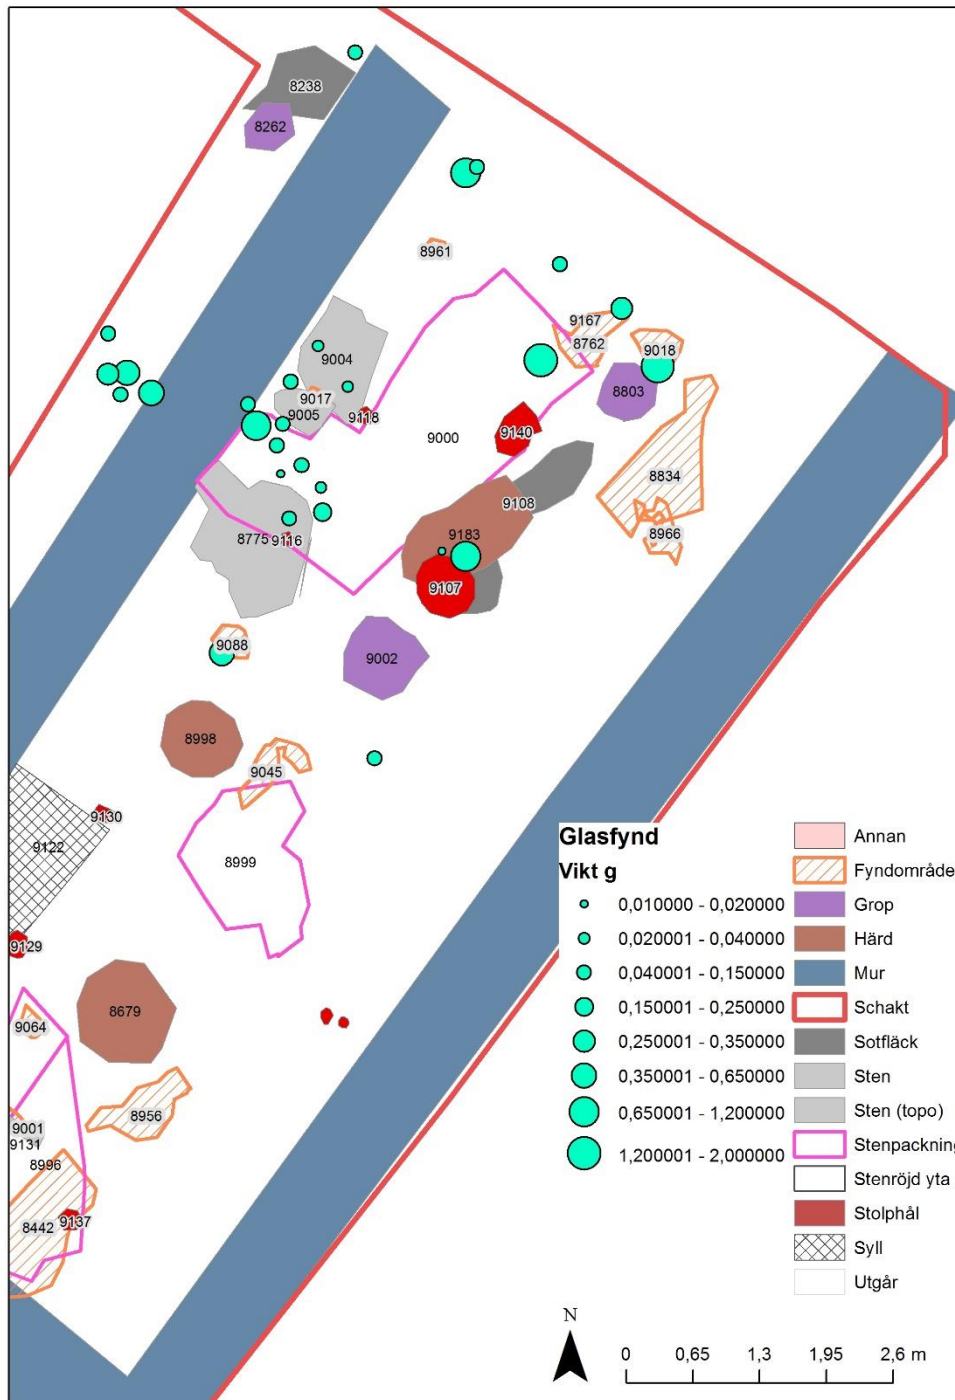 8238
8262
8961
9167
8762
9018
9004
9017
9005
9118
8803
9000
9140
8834
9108
8966
9183
8775
9116
9107
9088
9002
8998
9045
9130
9122
8999
9129
8679
9064
8956
9001
9131
8996
8442
9137
Glasfynd
Vikt g
0,010000 - 0,020000
0,020001 - 0,040000
0,040001 - 0,150000
0,150001 - 0,250000
0,250001 - 0,350000
0,350001 - 0,650000
0,650001 - 1,200000
1,200001 - 2,000000
Annan
Fyndområde
Grop
Härd
Mur
Schakt
Sotfläck
Sten
Sten (topo)
Stenpackning
Stenröjd yta
Stolphål
Syll
Utgår
N
0 0,65 1,3 1,95 2,6 m